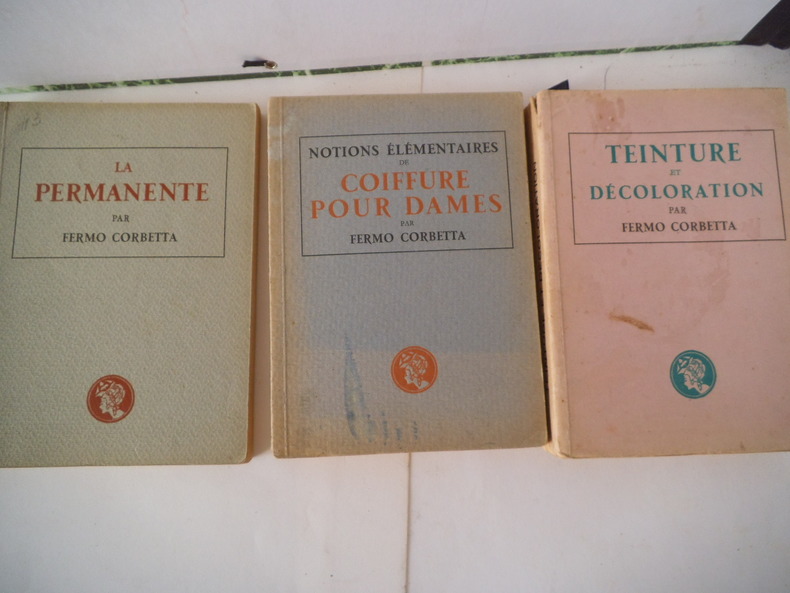 LA
PERMANENTE
PAR
FERMO CORBETTA
NOTIONS ÉLÉMENTAIRES
DE
COIFFURE
POUR DAMES
PAR
FERMO CORBETTA
TEINTURE
ET
DÉCOLORATION
PAR
FERMO CORBETTA